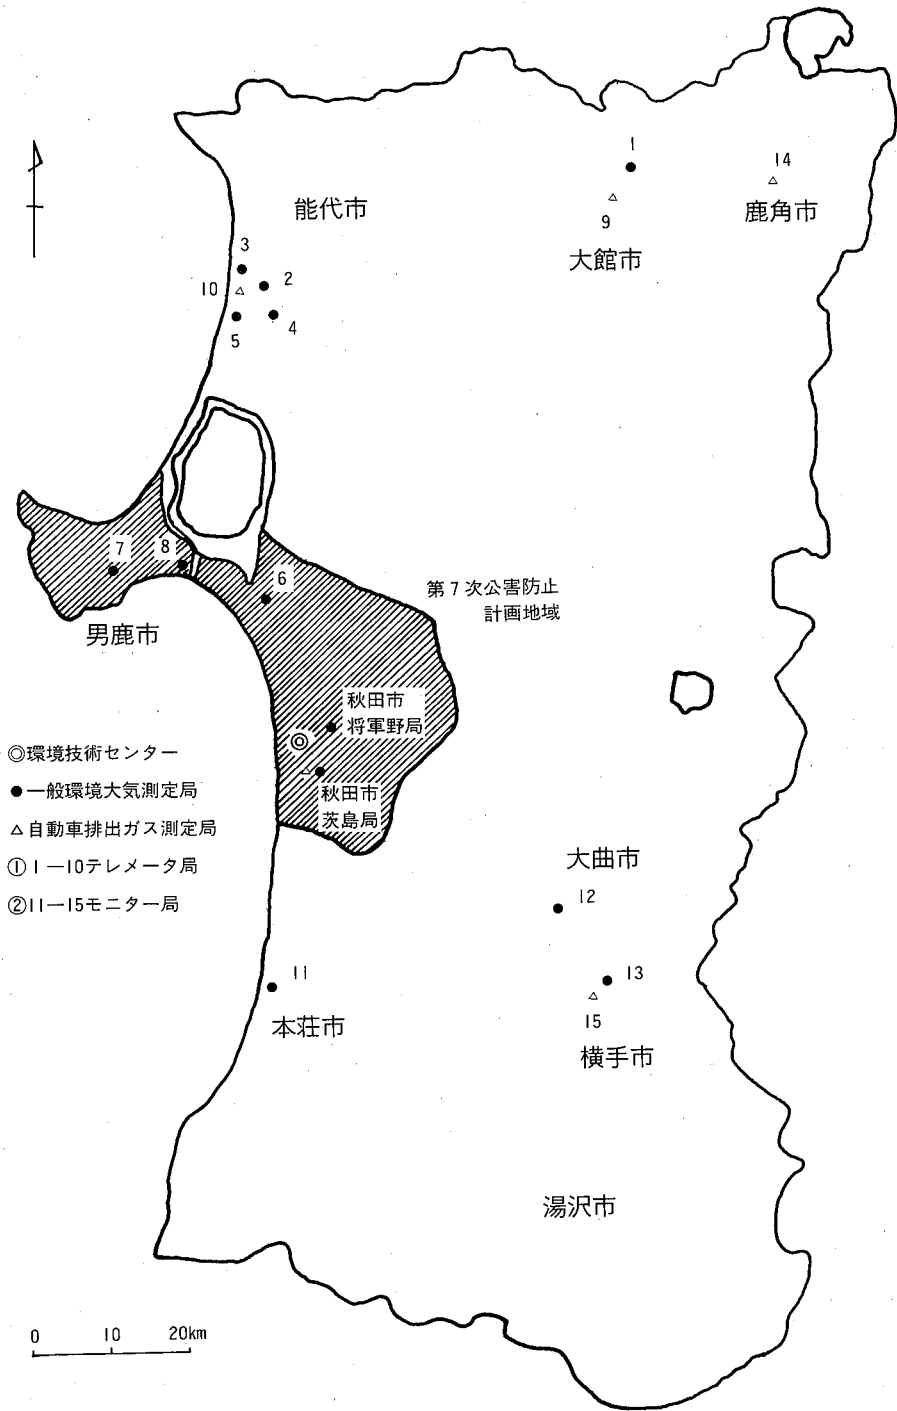 1
14
9
鹿角市
能代市
大館市
3
2
10
4
5
7
8
6
第7次公害防止
計画地域
男鹿市
秋田市
将軍野局
秋田市
茨島局
◎環境技術センター
●一般環境大気測定局
△自動車排出ガス測定局
①1―10テレメータ局
②11―15モニター局
大曲市
12
11
13
本荘市
15
横手市
湯沢市
0 10 20km